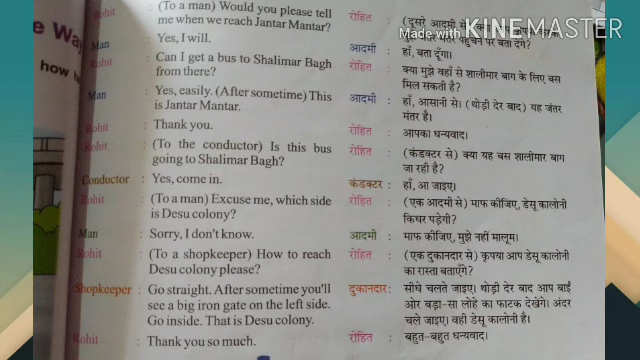 Made with KINEMASTER
e Wa
how h
Rohit : (To a man) Would you please tell
me when we reach Jantar Mantar?
Man : Yes, I will.
Rohit : Can I get a bus to Shalimar Bagh
from there?
Man : Yes, easily. (After sometime) This
is Jantar Mantar.
Rohit : Thank you.
Rohit : (To the conductor) Is this bus
going to Shalimar Bagh?
Conductor : Yes, come in.
Rohit : (To a man) Excuse me, which side
is Desu colony?
Man : Sorry, I don't know.
Rohit : (To a shopkeeper) How to reach
Desu colony please?
Shopkeeper : Go straight. After sometime you'll
see a big iron gate on the left side.
Go inside. That is Desu colony.
Rohit : Thank you so much.
रोहित : (दूसरे आदमी से)
पहुंचने पर बता देंगे?
आदमी : हाँ, बता दूँगा।
रोहित : क्या मुझे वहाँ से शालीमार बाग के लिए बस
मिल सकती है?
आदमी : हाँ, आसानी से। (थोड़ी देर बाद) यह जंतर
मंतर है।
रोहित : आपका धन्यवाद।
रोहित : (कंडक्टर से) क्या यह बस शालीमार बाग
जा रही है?
कंडक्टर : हाँ, आ जाइए।
रोहित : (एक आदमी से) माफ कीजिए, डेसू कालोनी
किधर पड़ेगी?
आदमी : माफ कीजिए, मुझे नहीं मालूम।
रोहित : (एक दुकानदार से) कृपया आप डेसू कालोनी
का रास्ता बताएँगे?
दुकानदार : सीधे चलते जाइए। थोड़ी देर बाद आप बाईं
ओर बड़ा-सा लोहे का फाटक देखेंगे। अंदर
चले जाइए। वही डेसू कालोनी है।
रोहित : बहुत-बहुत धन्यवाद।